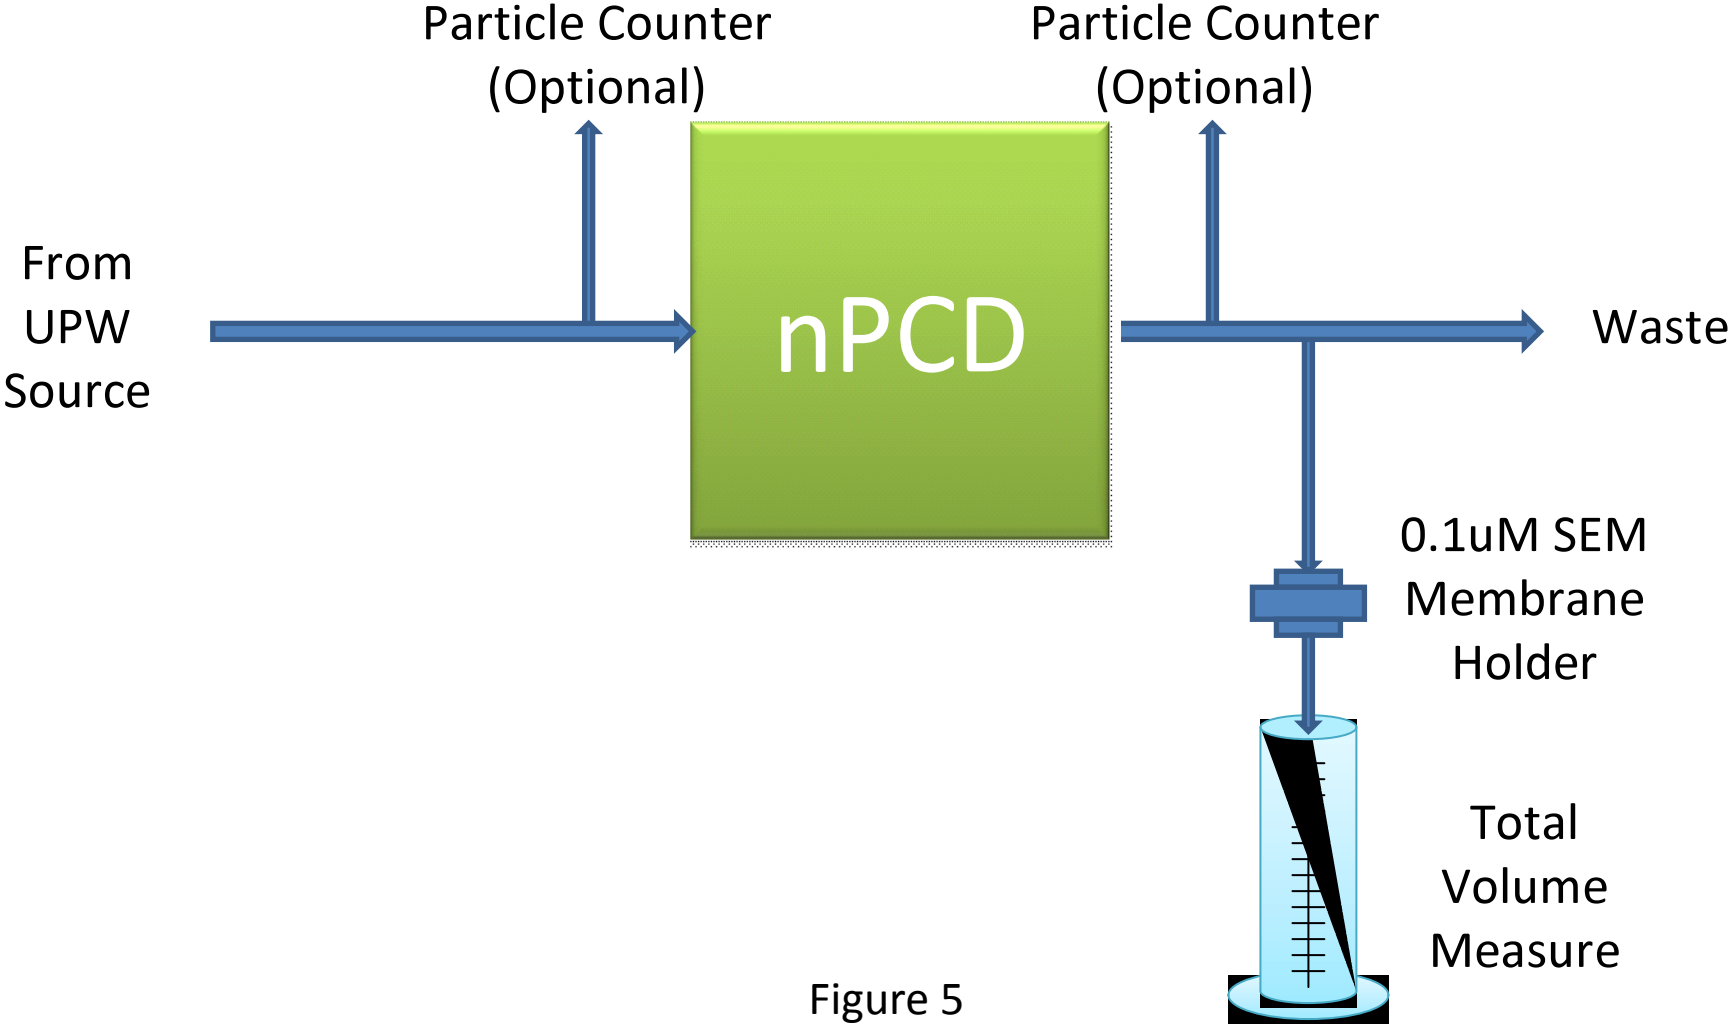 Particle Counter
(Optional)
Particle Counter
(Optional)
From
UPW
Source
nPCD
Waste
0.1uM SEM
Membrane
Holder
Total
Volume
Measure
Figure 5